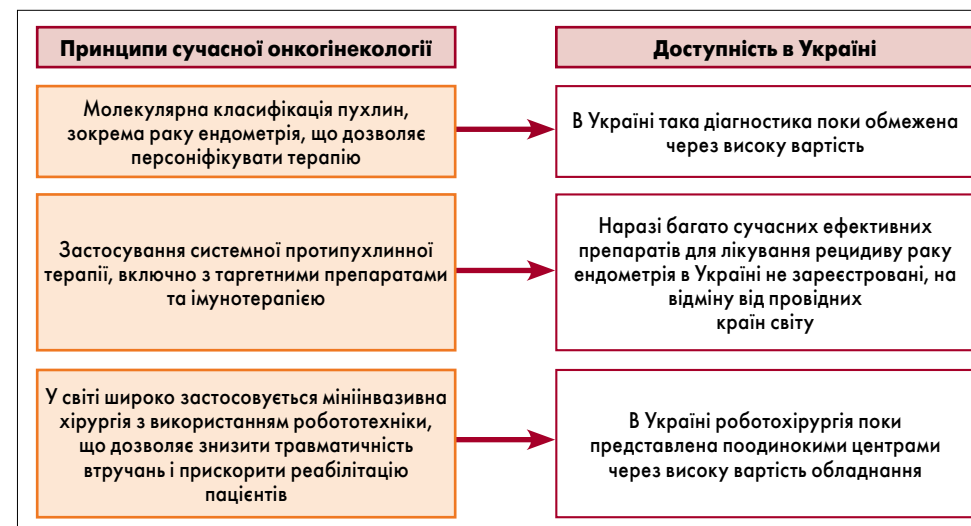 Принципи сучасної онкогінекології
Доступність в Україні
Молекулярна класифікація пухлин,
зокрема раку ендометрія, що дозволяє
персоніфікувати терапію
В Україні така діагностика поки обмежена
через високу вартість
Застосування системної протипухлинної
терапії, включно з таргетними препаратами
та імунотерапією
Наразі багато сучасних ефективних
препаратів для лікування рецидиву раку
ендометрія в Україні не зареєстровані, на
відміну від провідних
країн світу
У світі широко застосовується мініінвазивна
хірургія з використанням робототехніки,
що дозволяє знизити травматичність
втручань і прискорити реабілітацію
пацієнтів
В Україні роботохірургія поки
представлена поодинокими центрами
через високу вартість обладнання